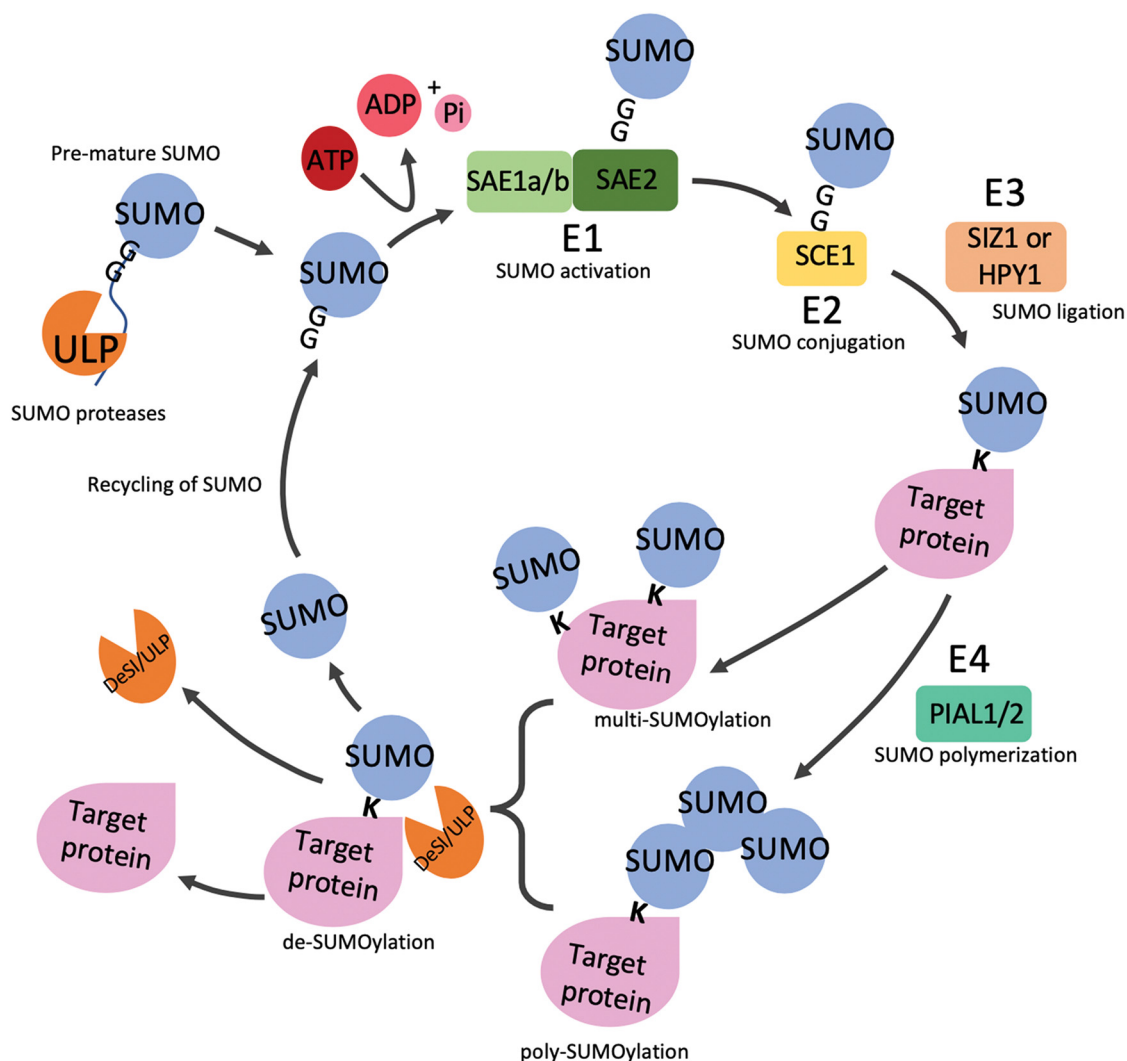 Pre-mature SUMO
SUMO
G
G
ULP
SUMO proteases
ATP
ADP
+
Pi
SUMO
G
G
SUMO
G
G
SAE1a/b
SAE2
E1
SUMO activation
SUMO
G
G
SCE1
E2
SUMO conjugation
E3
SIZ1 or
HPY1
SUMO ligation
SUMO
K
Target
protein
E4
PIAL1/2
SUMO polymerization
SUMO
SUMO
K
K
Target
protein
multi-SUMOylation
SUMO
SUMO
SUMO
K
Target
protein
poly-SUMOylation
SUMO
K
DeSI/ULP
Target
protein
de-SUMOylation
Target
protein
DeSI/ULP
SUMO
Recycling of SUMO